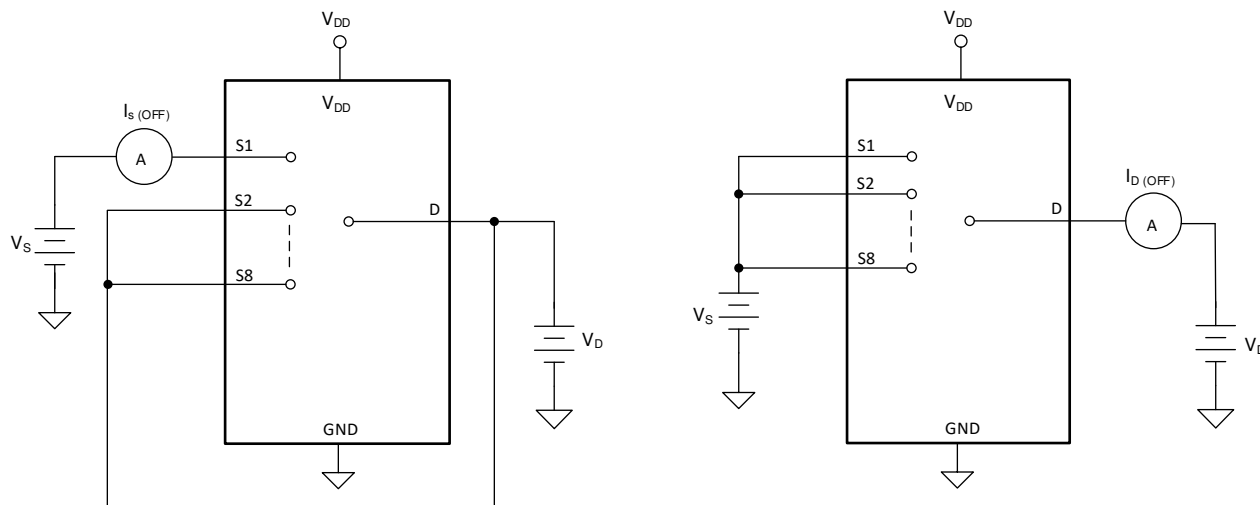 VDD
VDD
Is (OFF)
A
S1
S2
D
VS
S8
VD
GND
VDD
VDD
S1
S2
ID (OFF)
D
A
S8
VS
VD
GND